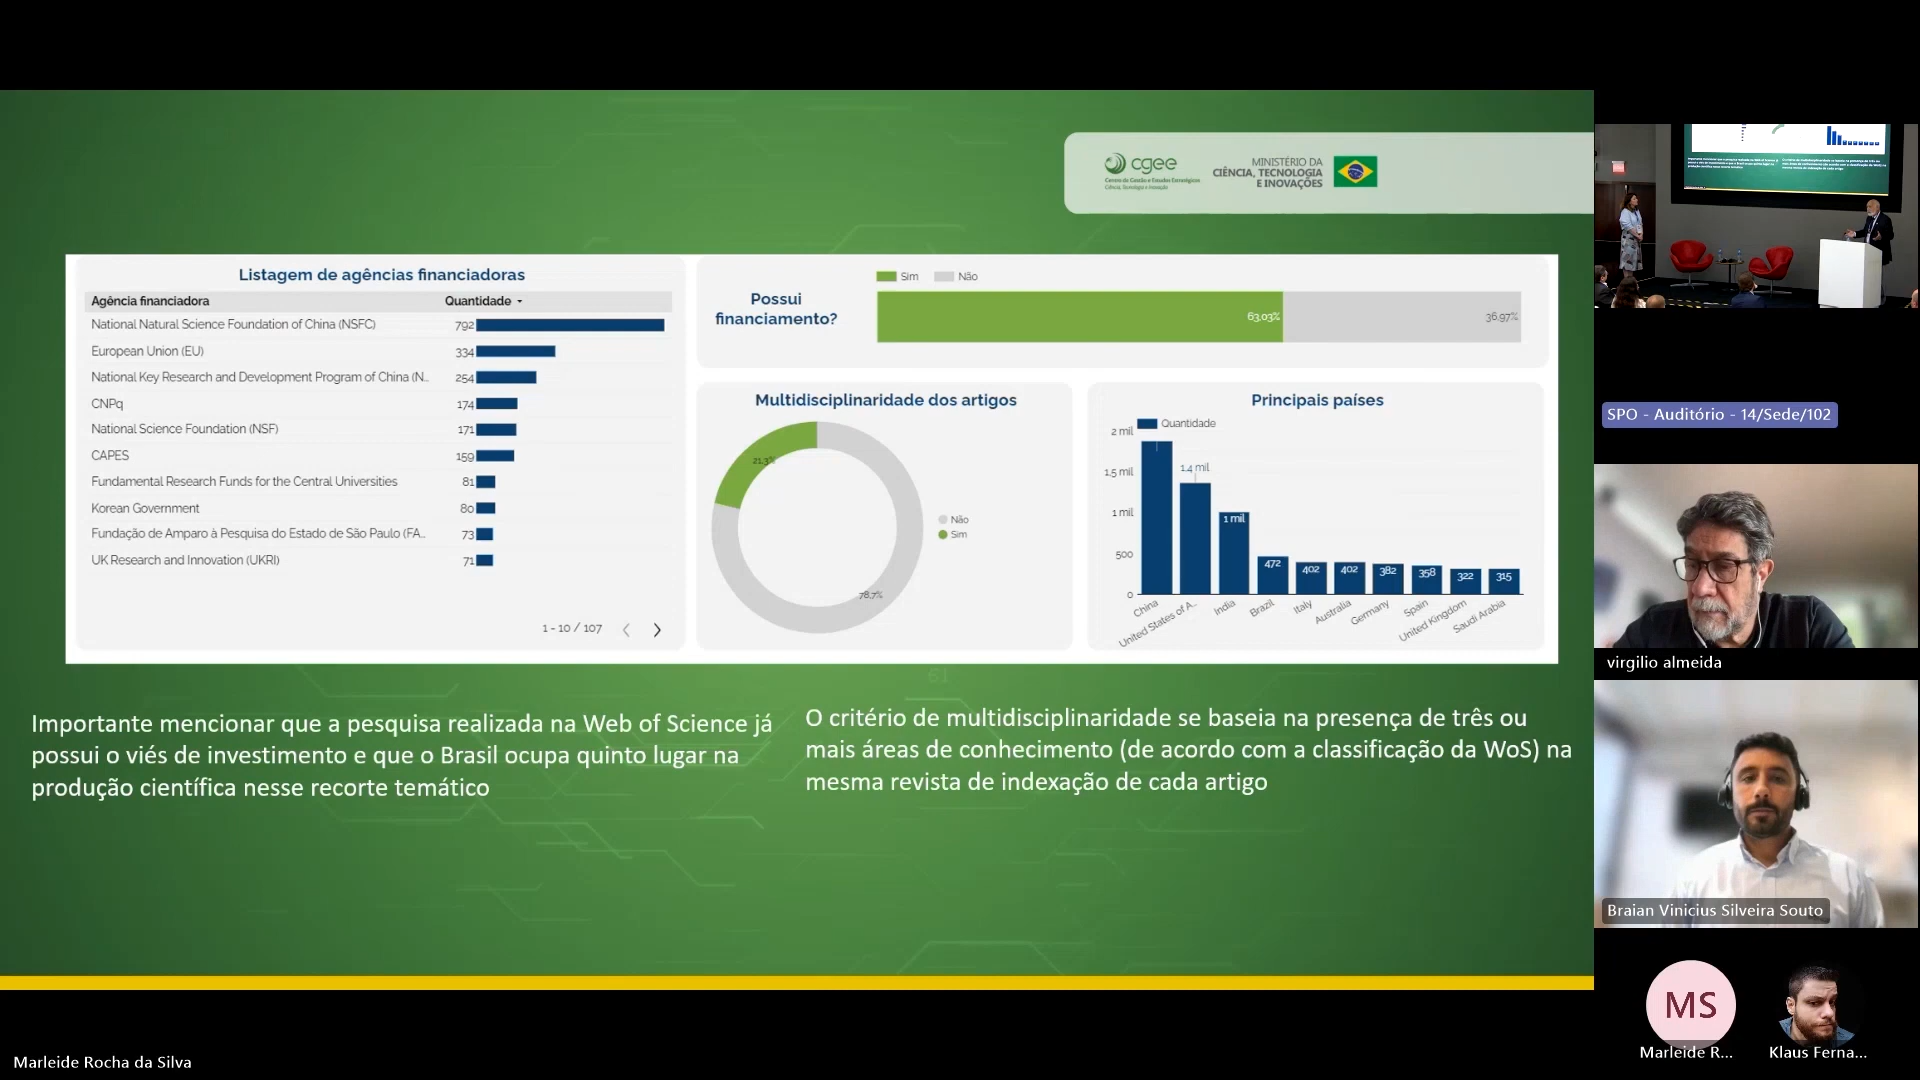 cgee
Centro de Gestão e Estudos Estratégicos
Ciência, Tecnologia e Inovação
MINISTÉRIO DA
CIÊNCIA, TECNOLOGIA
E INOVAÇÕES
Listagem de agências financiadoras
Agência financiadora Quantidade
National Natural Science Foundation of China (NSFC) 792
European Union (EU) 334
National Key Research and Development Program of China (N... 254
CNPq 174
National Science Foundation (NSF) 171
CAPES 159
Fundamental Research Funds for the Central Universities 81
Korean Government 80
Fundação de Amparo à Pesquisa do Estado de São Paulo (FA... 73
UK Research and Innovation (UKRI) 71
1 - 10 / 107
Possui
financiamento?
Sim Não
63,03% 36,97%
Multidisciplinaridade dos artigos
21,3%
78,7%
Não
Sim
Principais países
Quantidade
2 mil
1,5 mil
1 mil
500
0
1,4 mil
1 mil
472
402
402
382
358
322
315
China
United States of A...
India
Brazil
Italy
Australia
Germany
Spain
United Kingdom
Saudi Arabia
Importante mencionar que a pesquisa realizada na Web of Science já
possui o viés de investimento e que o Brasil ocupa quinto lugar na
produção científica nesse recorte temático
O critério de multidisciplinaridade se baseia na presença de três ou
mais áreas de conhecimento (de acordo com a classificação da WoS) na
mesma revista de indexação de cada artigo
SPO - Auditório - 14/Sede/102
virgilio almeida
Braian Vinicius Silveira Souto
MS
Marleide R...
Klaus Ferna...
Marleide Rocha da Silva